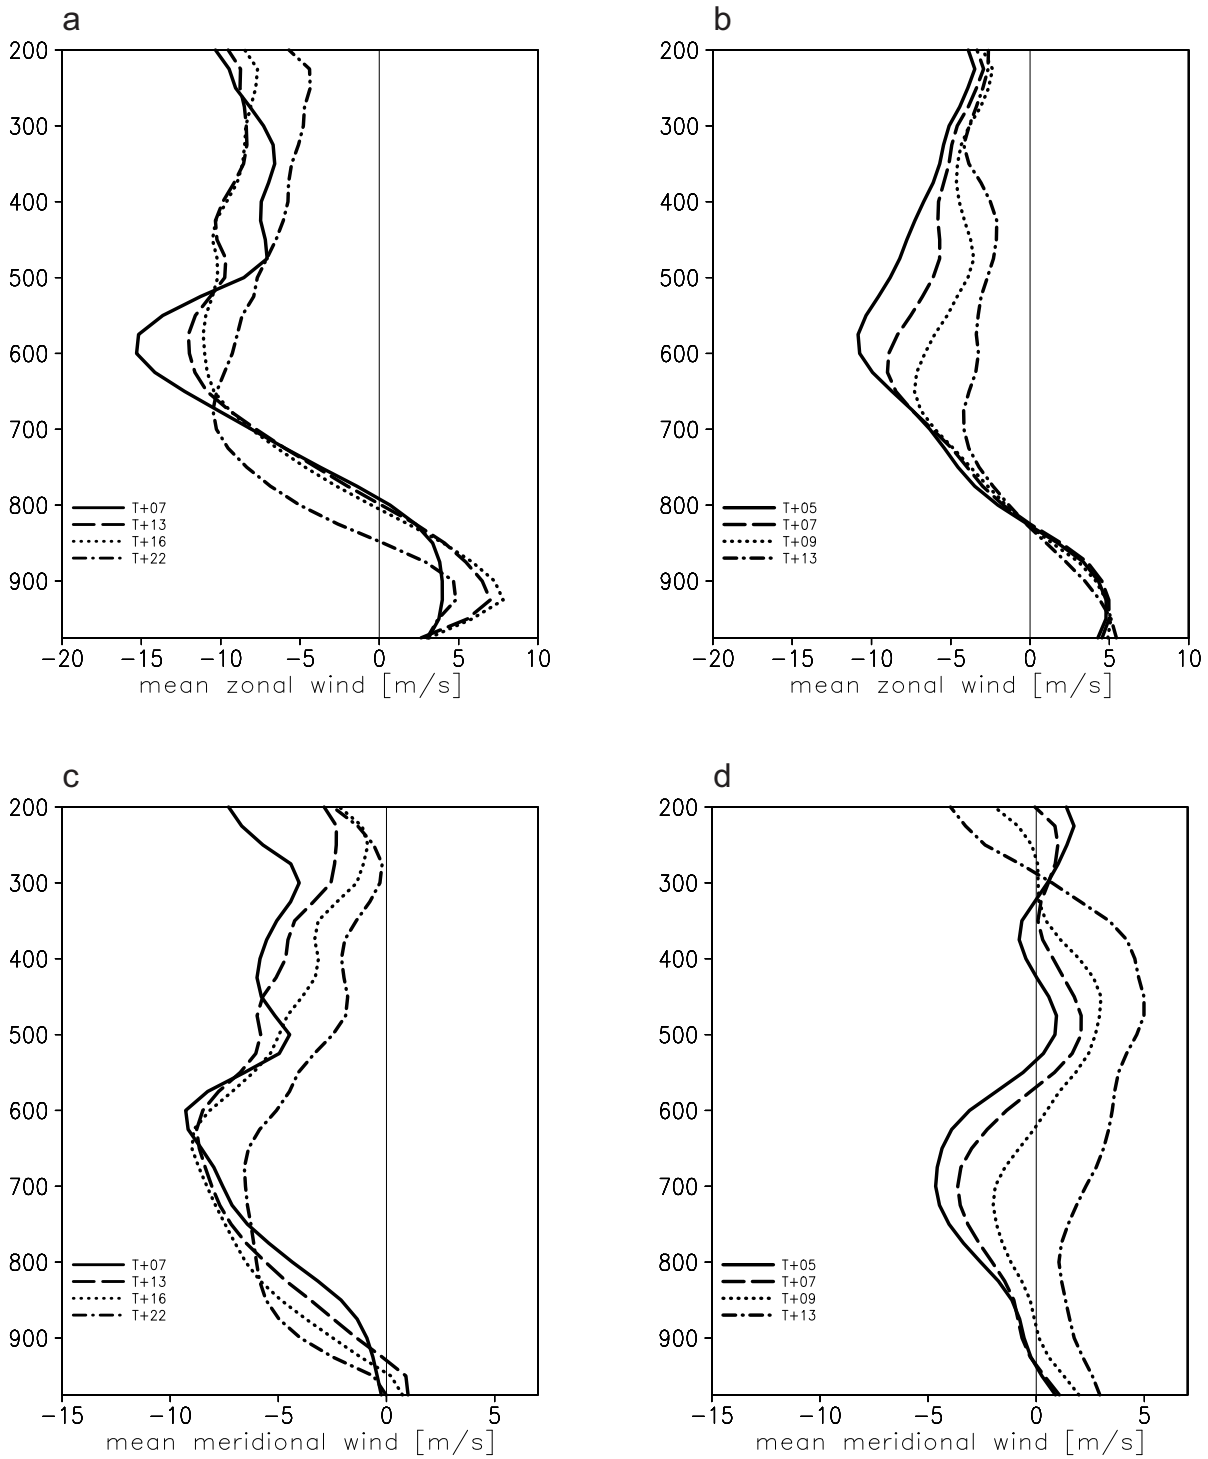 a
200
300
400
500
600
700
800
900
T+07
T+13
T+16
T+22
−20 −15 −10 −5 0 5 10
mean zonal wind [m/s]
b
200
300
400
500
600
700
800
900
T+05
T+07
T+09
T+13
−20 −15 −10 −5 0 5 10
mean zonal wind [m/s]
c
200
300
400
500
600
700
800
900
T+07
T+13
T+16
T+22
−15 −10 −5 0 5
mean meridional wind [m/s]
d
200
300
400
500
600
700
800
900
T+05
T+07
T+09
T+13
−15 −10 −5 0 5
mean meridional wind [m/s]